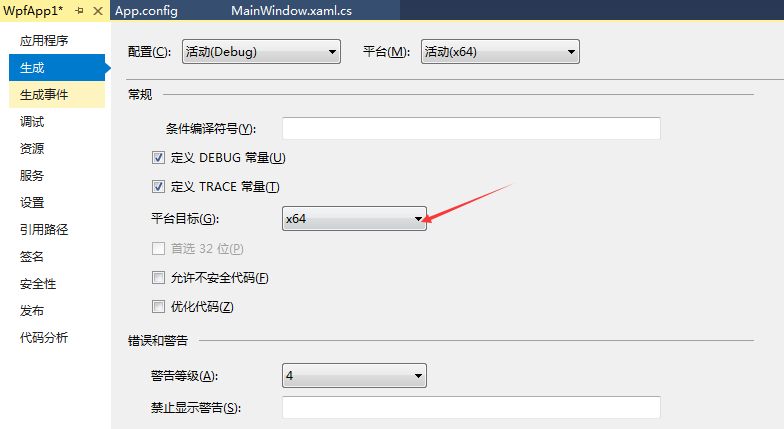 WpfApp1* App.config MainWindow.xaml.cs
应用程序
生成
生成事件
调试
资源
服务
设置
引用路径
签名
安全性
发布
代码分析
配置(C): 活动(Debug) 平台(M): 活动(x64)
常规
条件编译符号(Y):
定义 DEBUG 常量(U)
定义 TRACE 常量(T)
平台目标(G): x64
首选 32 位(P)
允许不安全代码(F)
优化代码(Z)
错误和警告
警告等级(A): 4
禁止显示警告(S):